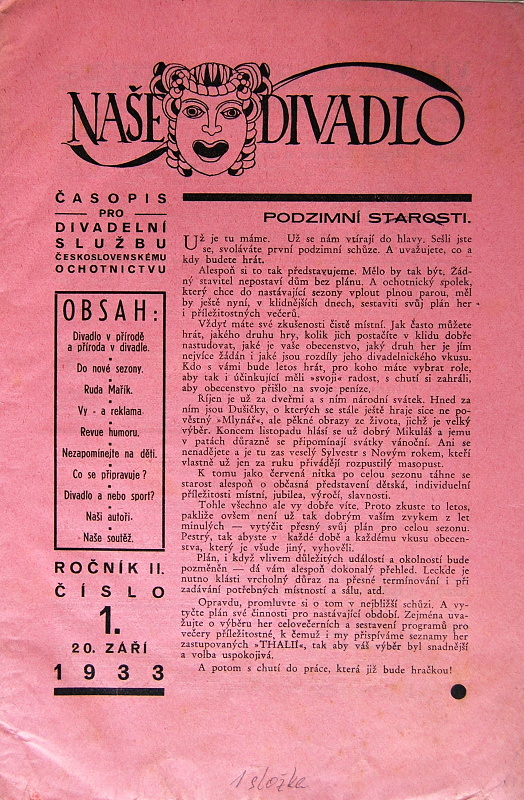 NAŠE DIVADLO
ČASOPIS
PRO
DIVADELNÍ
SLUŽBU
ČESKOSLOVENSKÉMU
OCHOTNICTVU
OBSAH:
Divadlo v přírodě
a příroda v divadle.
Do nové sezony.
Ruda Mařík.
Vy - a reklama.
Revue humoru.
Nezapomínejte na děti.
Co se připravuje?
Divadlo a nebo sport?
Naši autoři.
Naše soutěž.
ROČNÍK II.
ČÍSLO
1.
20. ZÁŘÍ
1933
PODZIMNÍ STAROSTI.
Už je tu máme. Už se nám vtírají do hlavy. Sešli jste
se, svoláváte první podzimní schůze. A uvažujete, co a
kdy budete hrát.
Alespoň si to tak představujeme. Mělo by tak být. Žád-
ný stavitel nepostaví dům bez plánu. A ochotnický spolek,
který chce do nastávající sezony vplout plnou parou, měl
by ještě nyní, v klidnějších dnech, sestaviti svůj plán her
i příležitostných večerů.
Vždyť máte své zkušenosti čistě místní. Jak často můžete
hrát, jakého druhu hry, kolik jich postačíte v klidu dobře
nastudovat, jaké je vaše obecenstvo, jaký druh her je jím
nejvíce žádán i jaké jsou rozdíly jeho divadelnického vkusu.
Kdo s vámi bude letos hrát, pro koho máte vybrat role,
aby tak i účinkující měli »svoji« radost, s chutí si zahráli,
aby obecenstvo přišlo na svoje peníze.
Říjen je už za dveřmi a s ním národní svátek. Hned za
ním jsou Dušičky, o kterých se stále ještě hraje sice ne po-
věstný »Mlynář«, ale pěkné obrazy ze života, jichž je velký
výběr. Koncem listopadu hlásí se už dobrý Mikuláš a jemu
v patách důrazně se připomínají svátky vánoční. Ani se
nenadějete a je tu zas veselý Sylvestr s Novým rokem, kteří
vlastně už jen za ruku přivádějí rozpustilý masopust.
K tomu jako červená nitka po celou sezonu táhne se
starost alespoň o občasná představení dětská, individuelní
příležitosti místní, jubilea, výročí, slavnosti.
Tohle všechno ale vy dobře víte. Proto zkuste to letos,
pakliže ovšem není už tak dobrým vaším zvykem z let
minulých — vytýčit přesný svůj plán pro celou sezonu.
Pestrý, tak abyste v každé době a každému vkusu obecen-
stva, který je všude jiný, vyhověli.
Plán, i když vlivem důležitých událostí a okolností bude
pozměněn — dá vám alespoň dokonalý přehled. Leckde je
nutno klásti vrcholný důraz na přesné termínování i při
zadávání potřebných místností a sálu, atd.
Opravdu, promluvte si o tom v nejbližší schůzi. A vy-
tyčte plán své činnosti pro nastávající období. Zejména uva-
žujte o výběru her celovečerních a sestavení programů pro
večery příležitostné, k čemuž i my přispíváme seznamy her
zastupovaných »THALII«, tak aby váš výběr byl snadnější
a volba uspokojivá.
A potom s chutí do práce, která již bude hračkou!
1 složka